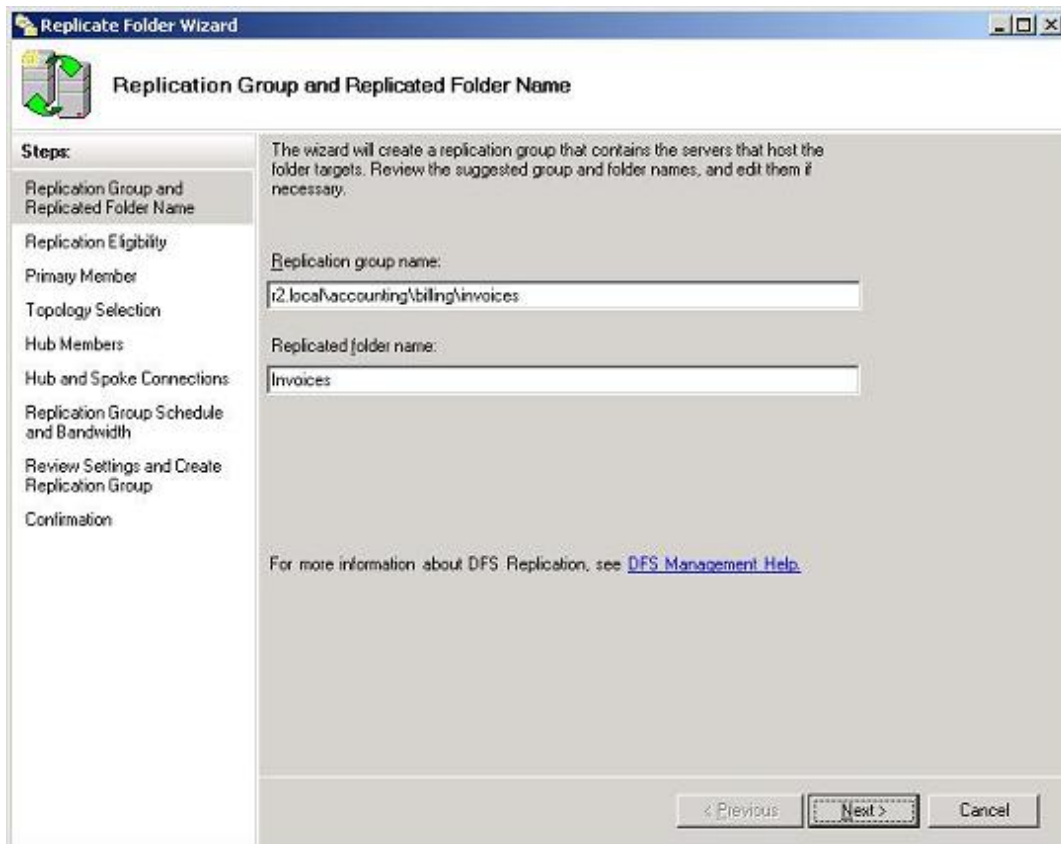 Replicate Folder Wizard
Replication Group and Replicated Folder Name
Steps:
Replication Group and
Replicated Folder Name
Replication Eligibility
Primary Member
Topology Selection
Hub Members
Hub and Spoke Connections
Replication Group Schedule
and Bandwidth
Review Settings and Create
Replication Group
Confirmation
The wizard will create a replication group that contains the servers that host the
folder targets. Review the suggested group and folder names, and edit them if
necessary.
Replication group name:
r2.local\accounting\billing\invoices
Replicated folder name:
Invoices
For more information about DFS Replication, see DFS Management Help.
< Previous
Next >
Cancel